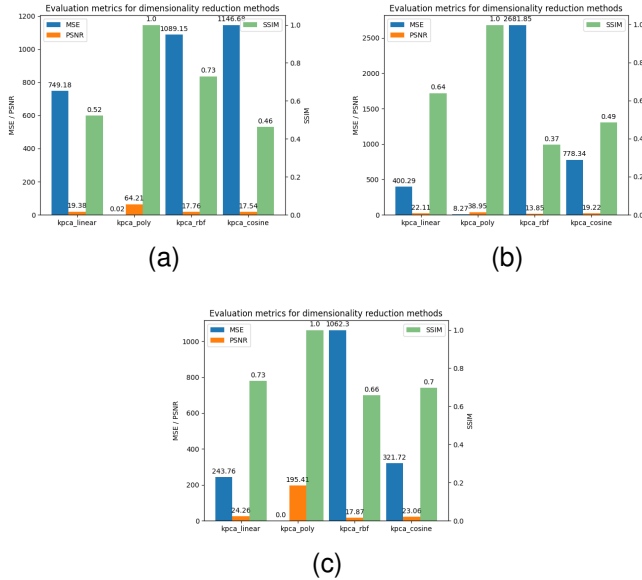 Evaluation metrics for dimensionality reduction methods
1200
1000
800
600
400
200
0
MSE / PSNR
MSE
PSNR
SSIM
749.18
19.38
0.52
0.02
64.21
1.0
1089.15
17.76
0.73
1146.68
17.54
0.46
1.0
0.8
0.6
0.4
0.2
0.0
SSIM
kpca_linear
kpca_poly
kpca_rbf
kpca_cosine
(a)
Evaluation metrics for dimensionality reduction methods
2500
2000
1500
1000
500
0
MSE / PSNR
MSE
PSNR
SSIM
400.29
22.11
0.64
8.27
38.95
1.0
2681.85
13.85
0.37
778.34
19.22
0.49
1.0
0.8
0.6
0.4
0.2
0.0
kpca_linear
kpca_poly
kpca_rbf
kpca_cosine
(b)
Evaluation metrics for dimensionality reduction methods
1000
800
600
400
200
0
MSE / PSNR
MSE
PSNR
SSIM
243.76
24.26
0.73
0.0
195.41
1.0
1062.3
17.87
0.66
321.72
23.06
0.7
1.0
0.8
0.6
0.4
0.2
0.0
SSIM
kpca_linear
kpca_poly
kpca_rbf
kpca_cosine
(c)